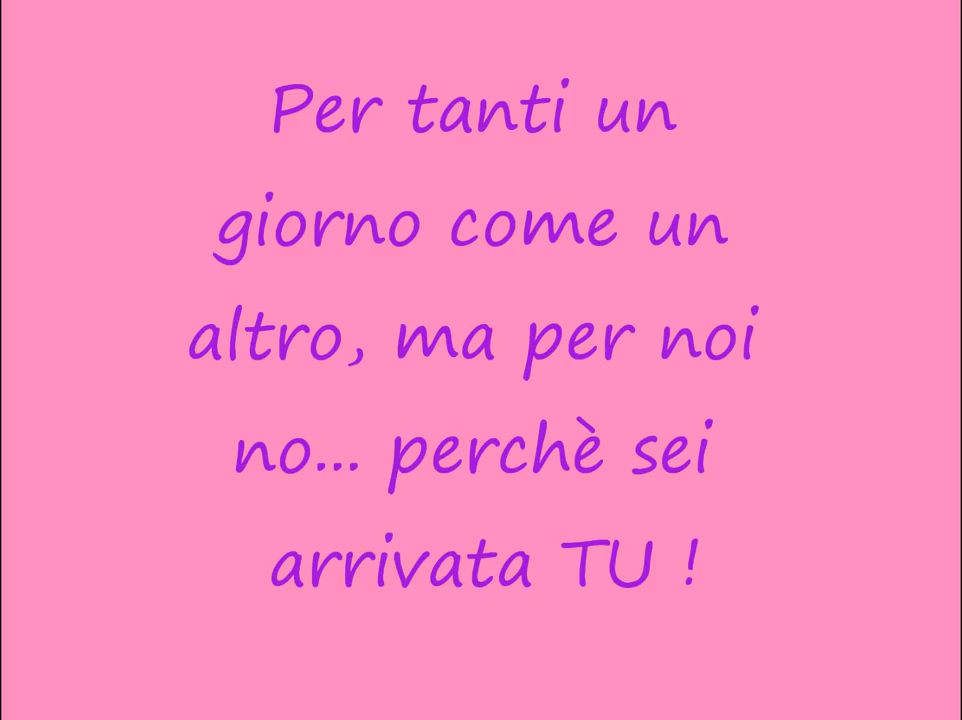 Per tanti un
giorno come un
altro, ma per noi
no... perchè sei
arrivata TU !